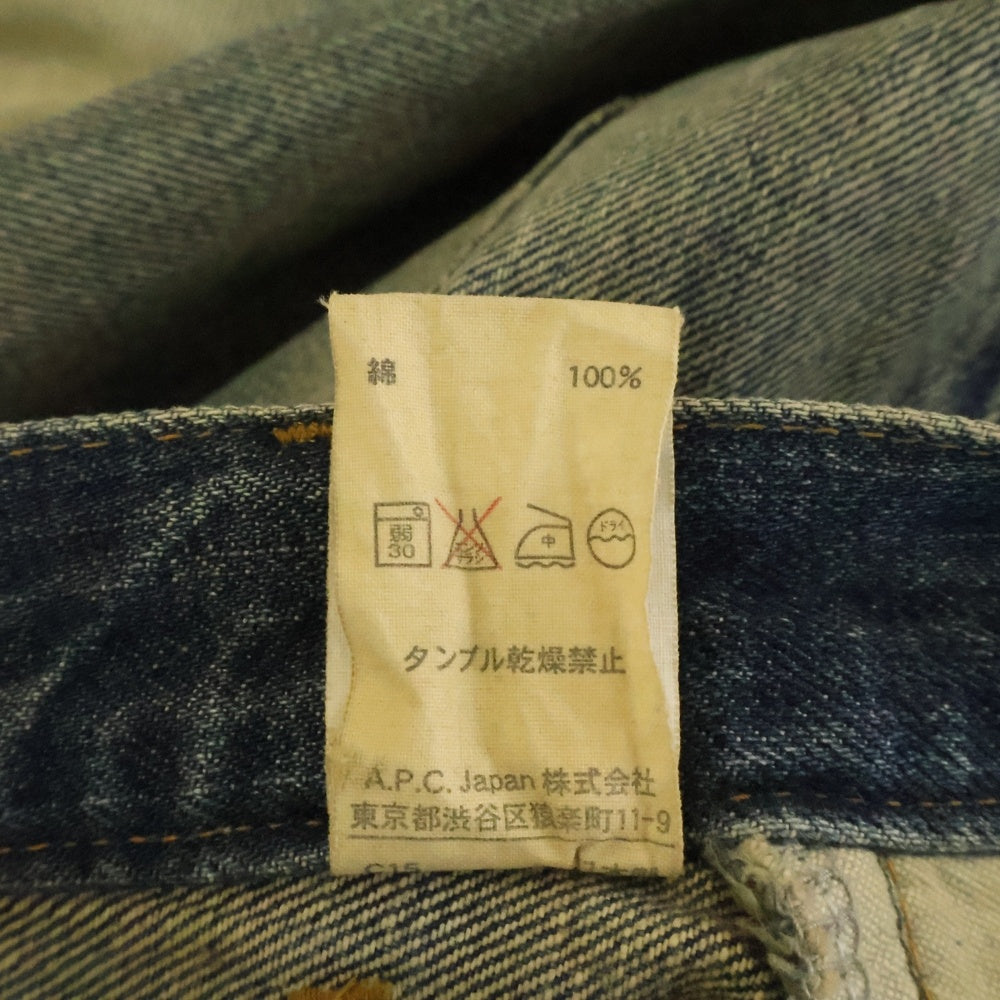 綿 100%
弱 30
中
ドライ
タンブル乾燥禁止
A.P.C. Japan 株式会社
東京都渋谷区猿楽町11-9